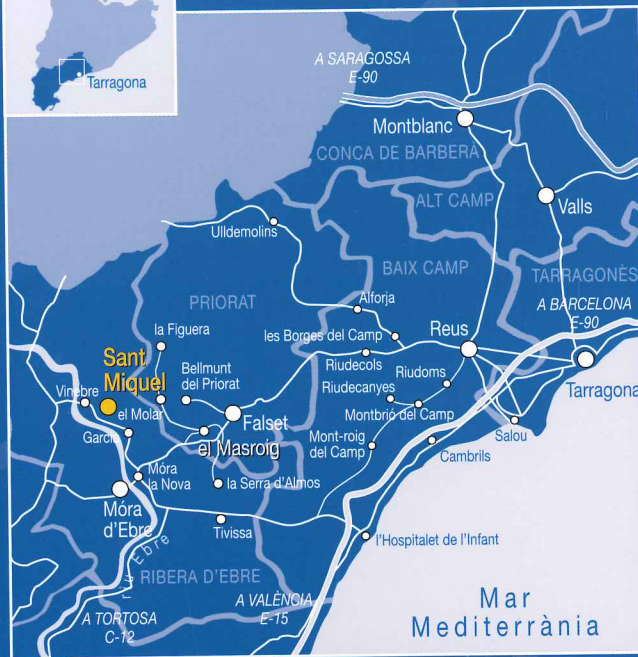 Tarragona
A SARAGOSSA
E-90
Montblanc
CONCA DE BARBERÀ
ALT CAMP
Valls
Ulldemolins
BAIX CAMP
TARRAGONÈS
PRIORAT
Alforja
A BARCELONA
E-90
la Figuera
les Borges del Camp
Reus
Sant
Miquel
Bellmunt
del Priorat
Riudecols
Riudoms
Riudecanyes
Tarragona
Vinebre
el Molar
Falset
Montbrió del Camp
Garcia
el Masroig
Mont-roig
del Camp
Salou
Cambrils
Móra
la Nova
la Serra d'Almos
Móra
d'Ebre
Tivissa
l'Hospitalet de l'Infant
riu Ebre
RIBERA D'EBRE
A VALÈNCIA
E-15
A TORTOSA
C-12
Mar
Mediterrània